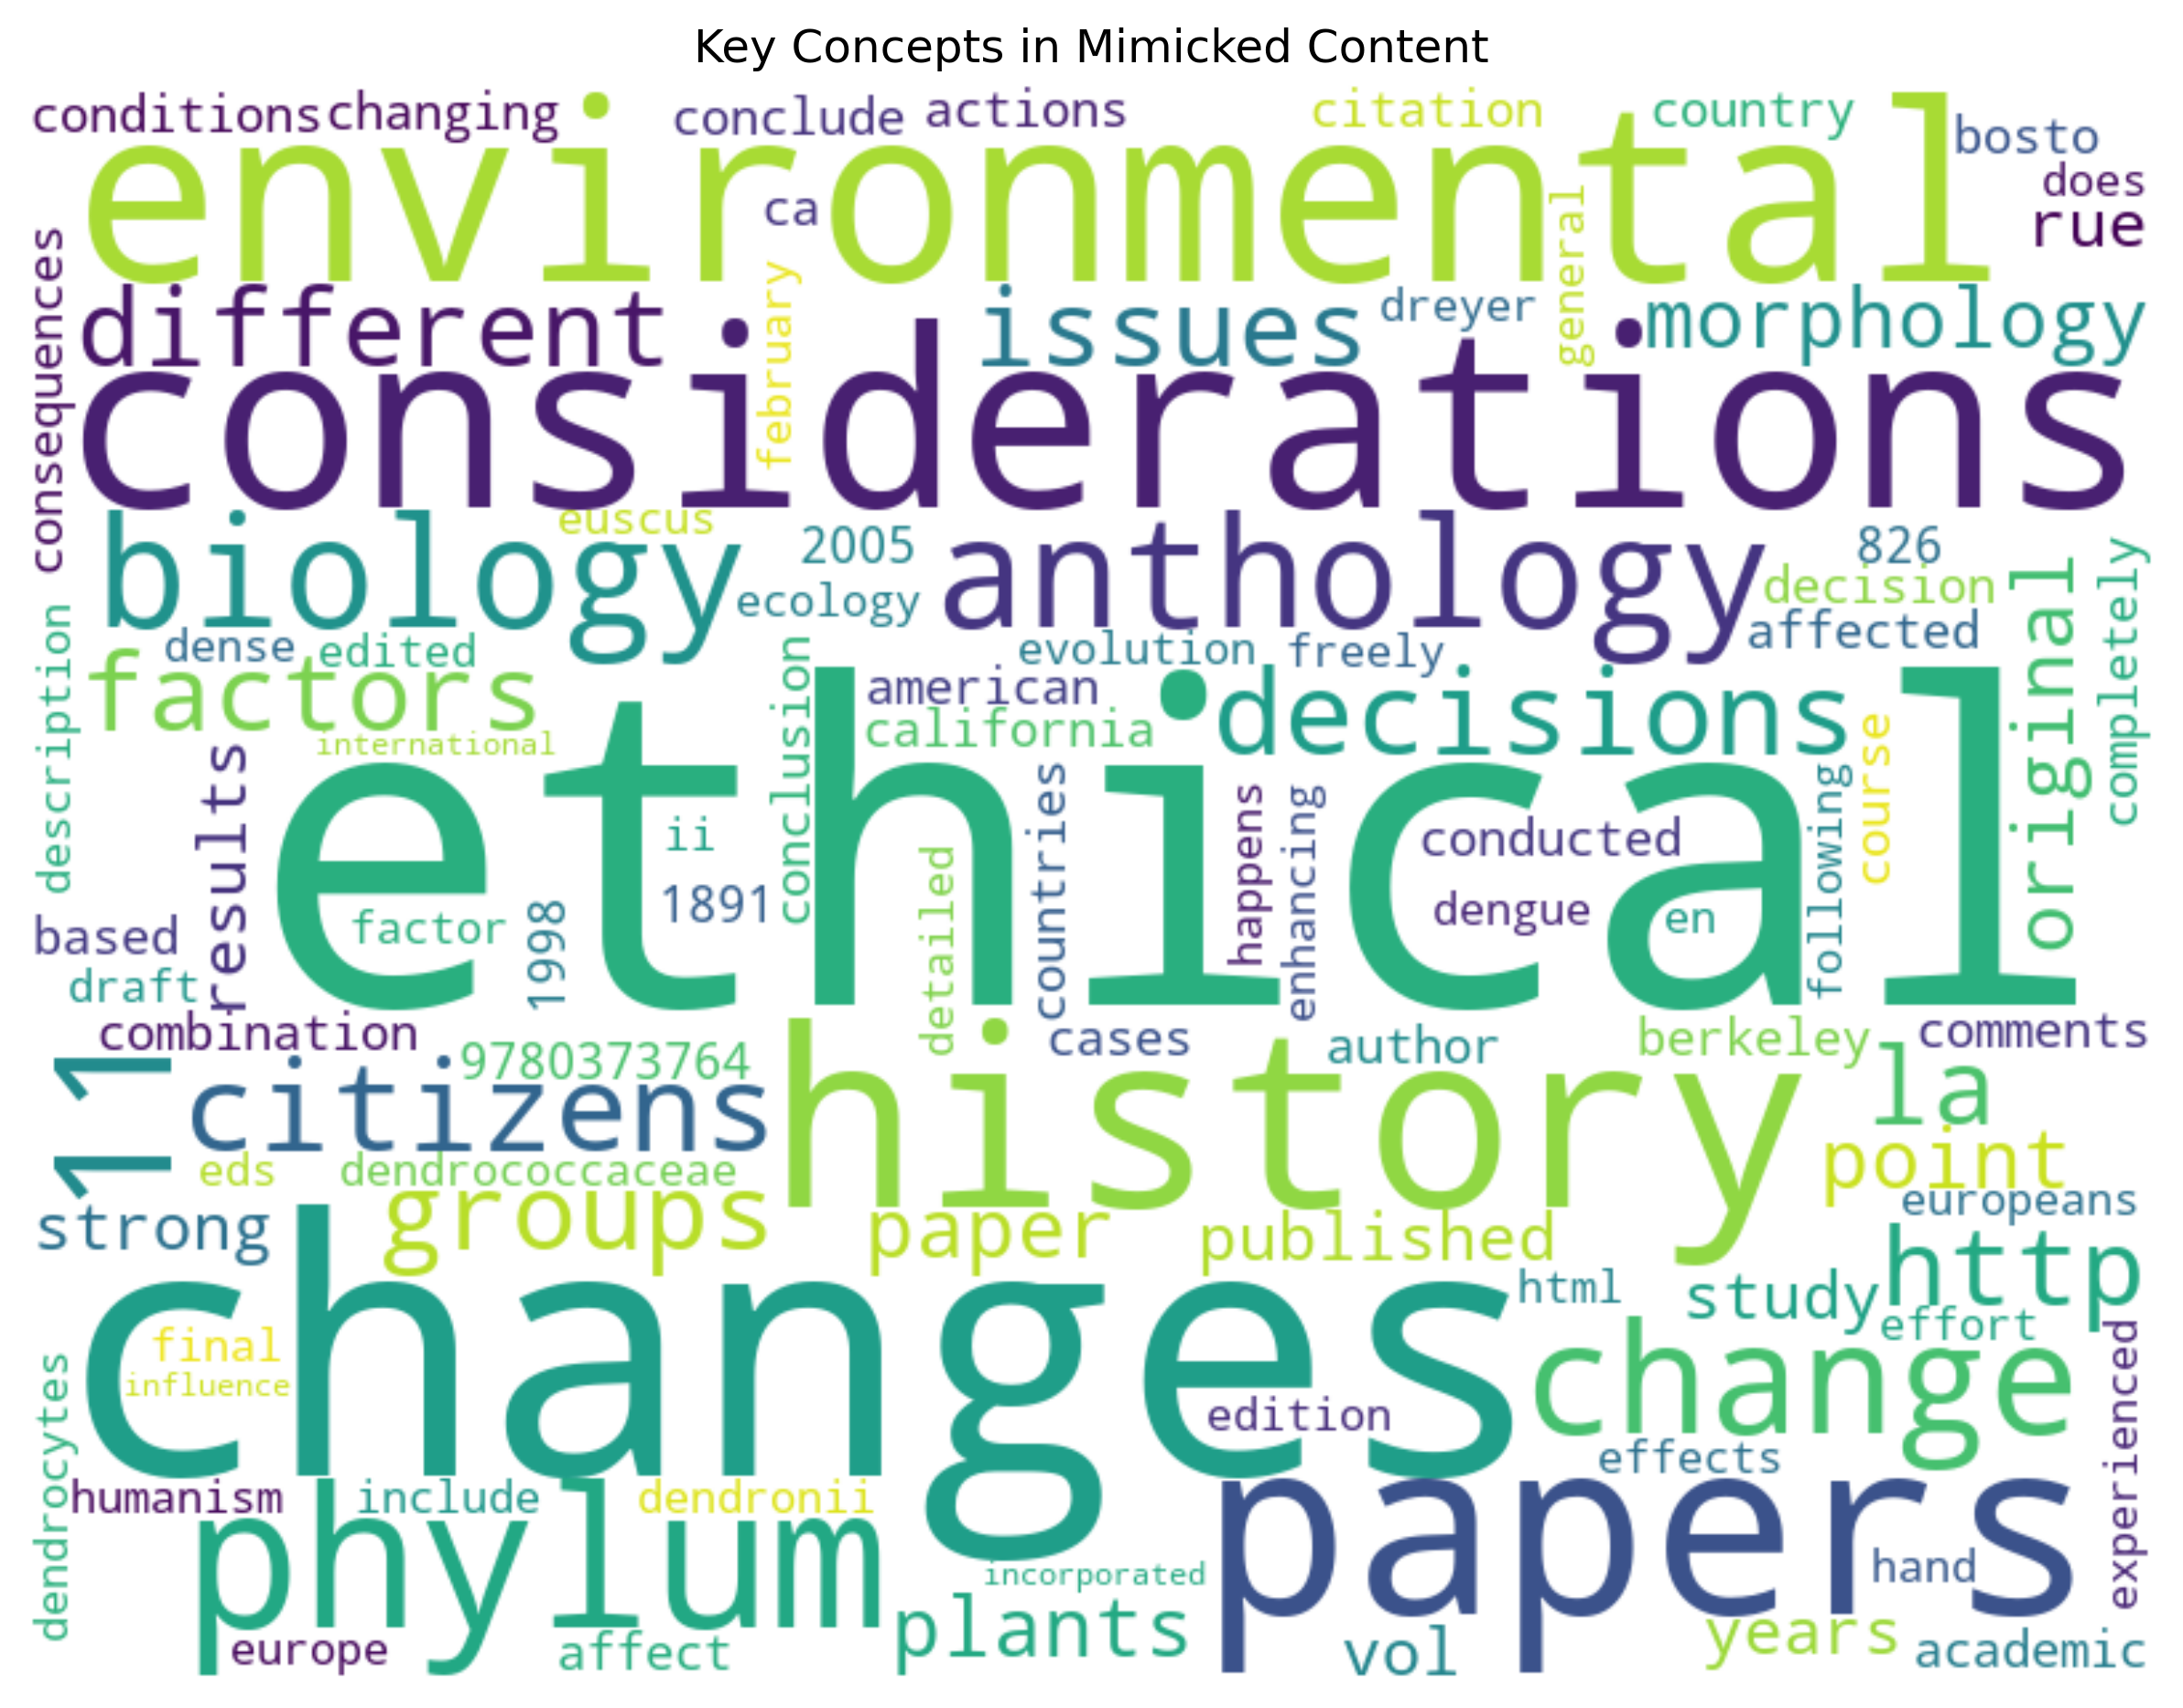 Key Concepts in Mimicked Content
conditions changing conclude actions citation country bosto
environmental
ca
does
rue
general
consequences
february
different issues dreyer morphology
considerations
euscus 2005 826
biology anthology
ecology decision
original
completely
affected
description
dense edited evolution freely
factors american decisions
california
conclusion
international
results
course
ethical
countries
happens
enhancing
following
ii conducted
detailed
1891
1998
factor dengue en
based
draft
combination cases author berkeley comments
11
9780373764
citizens history la
point
eds dendrococcaceae
europeans
strong groups paper published
http
html study
effort
changes change
experienced
final
influence
dendrocytes
edition
effects
humanism include dendronii
phylum papers
incorporated hand
plants
years
europe affect vol academic